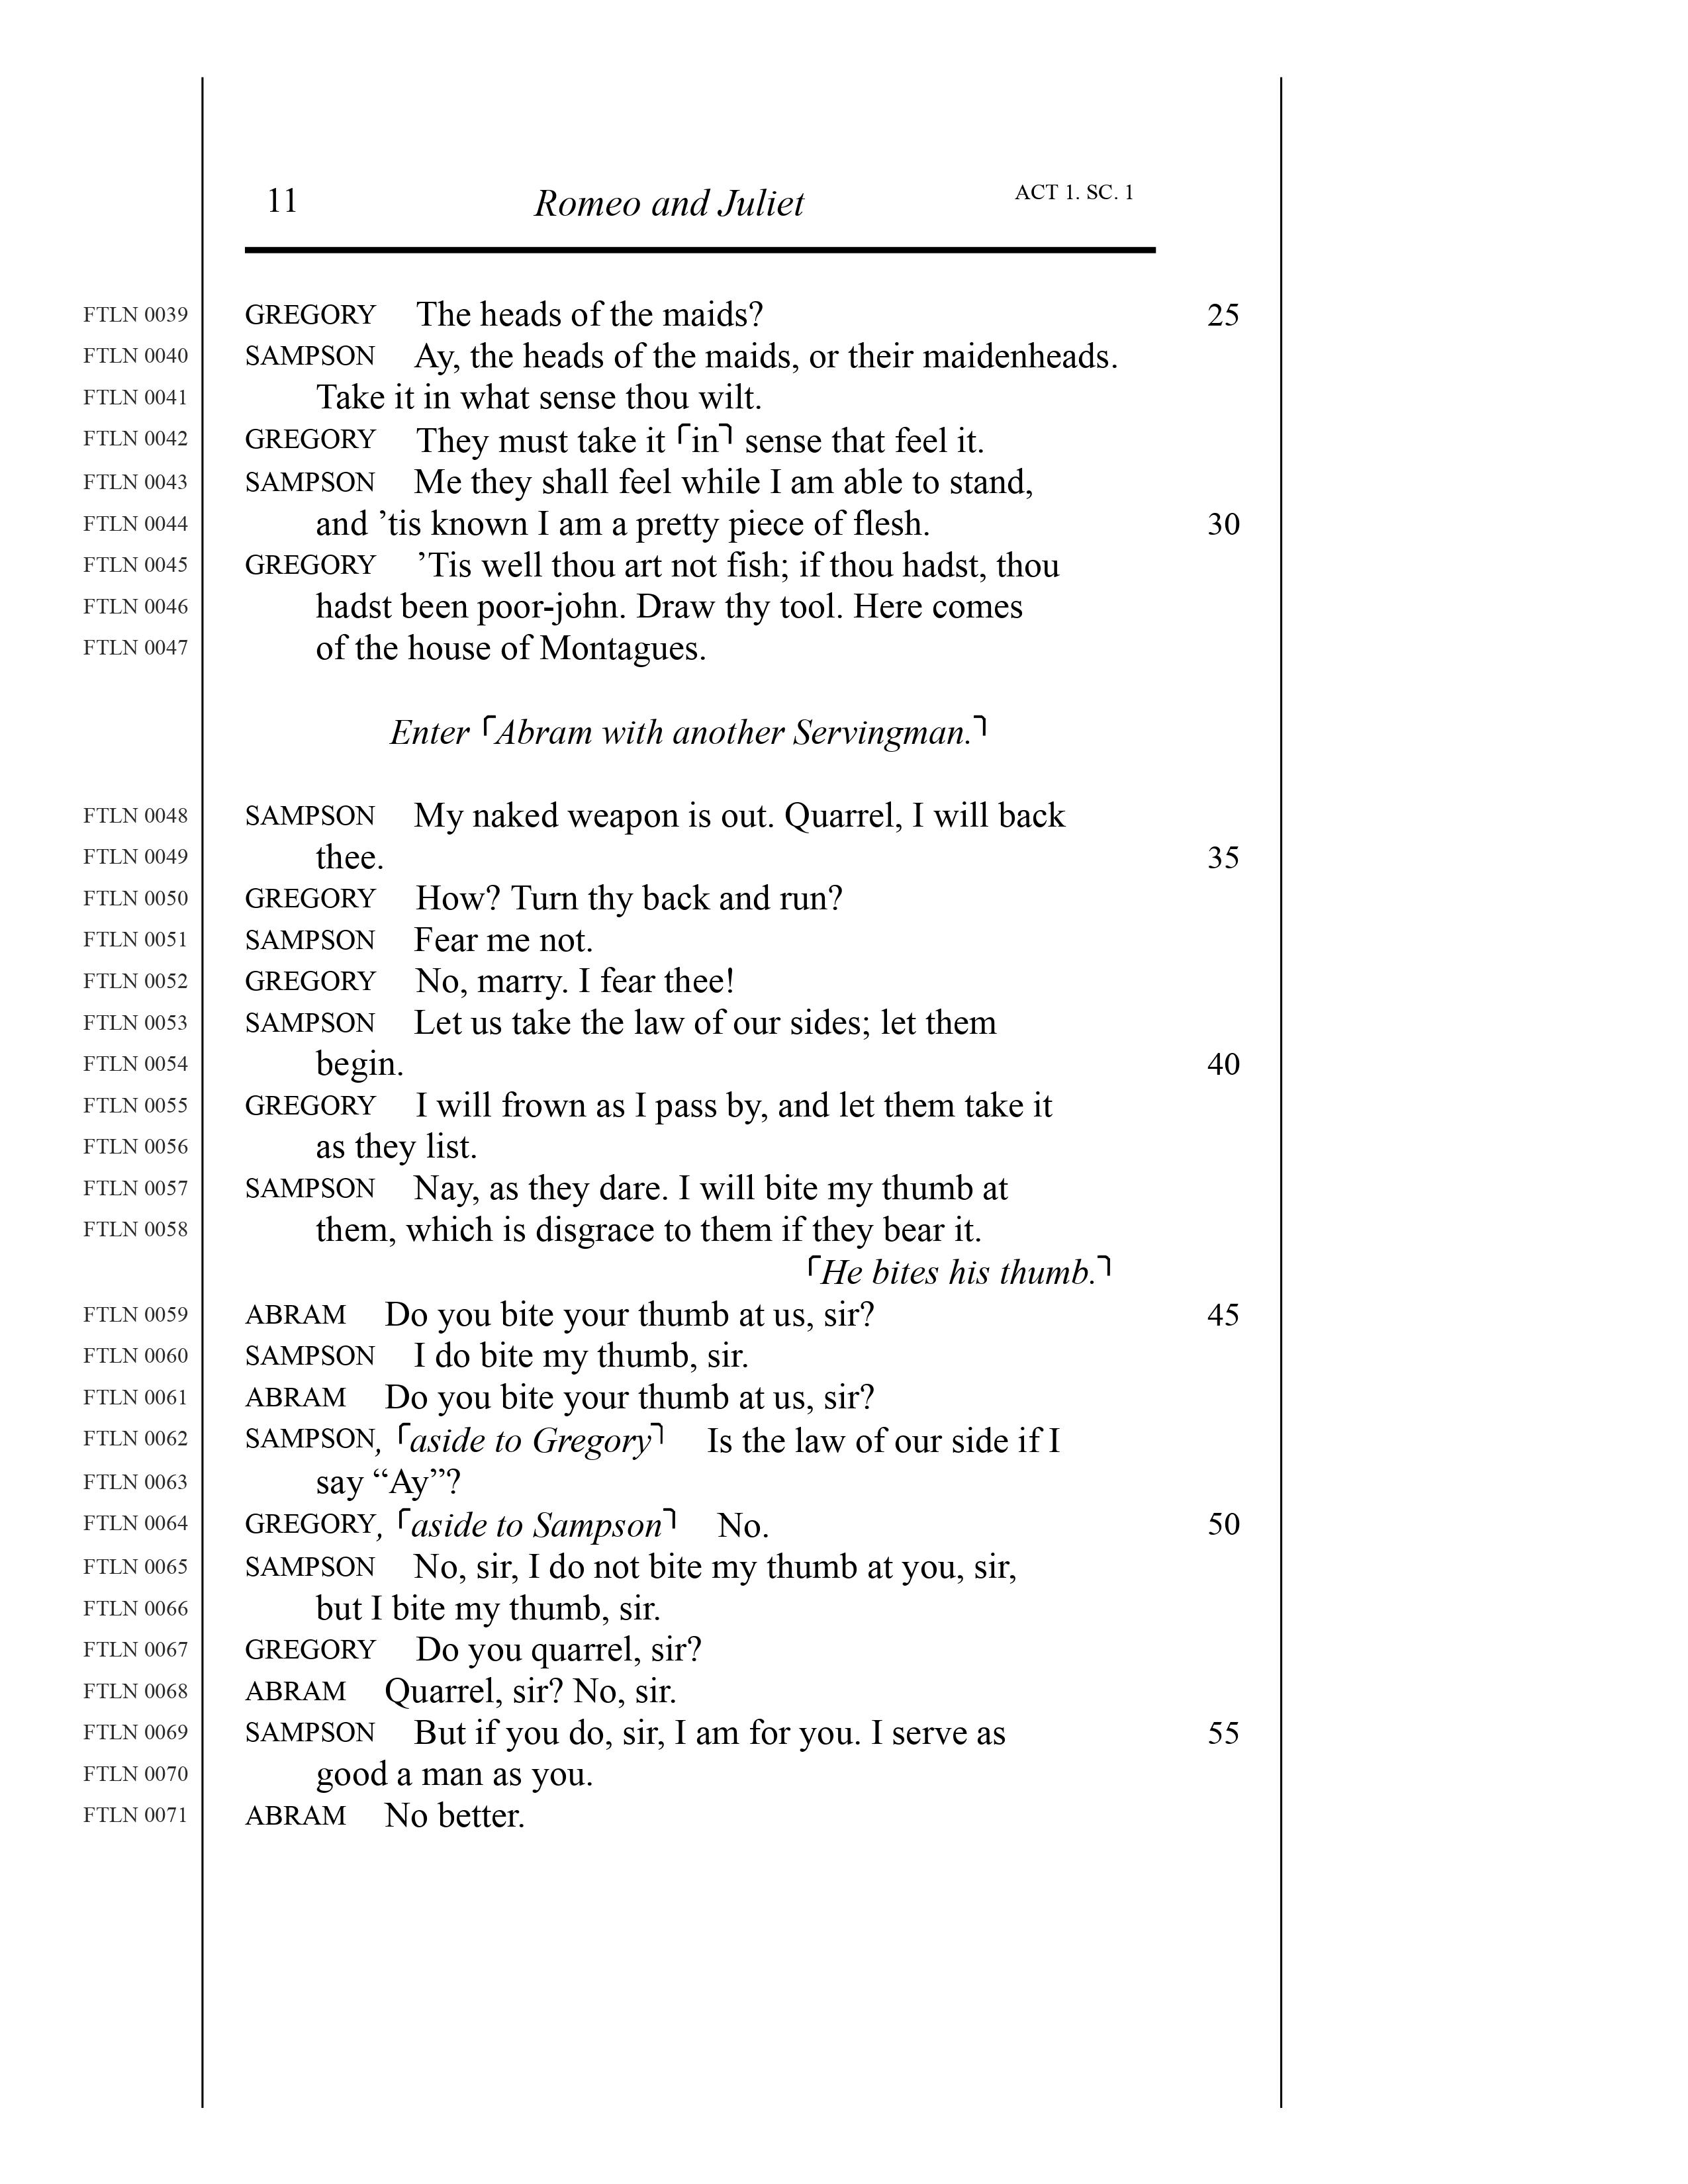 11 Romeo and Juliet ACT 1. SC. 1
FTLN 0039 GREGORY The heads of the maids? 25
FTLN 0040 SAMPSON Ay, the heads of the maids, or their maidenheads.
FTLN 0041 Take it in what sense thou wilt.
FTLN 0042 GREGORY They must take it ⌜in⌝ sense that feel it.
FTLN 0043 SAMPSON Me they shall feel while I am able to stand,
FTLN 0044 and ’tis known I am a pretty piece of flesh. 30
FTLN 0045 GREGORY ’Tis well thou art not fish; if thou hadst, thou
FTLN 0046 hadst been poor-john. Draw thy tool. Here comes
FTLN 0047 of the house of Montagues.
Enter ⌜Abram with another Servingman.⌝
FTLN 0048 SAMPSON My naked weapon is out. Quarrel, I will back
FTLN 0049 thee. 35
FTLN 0050 GREGORY How? Turn thy back and run?
FTLN 0051 SAMPSON Fear me not.
FTLN 0052 GREGORY No, marry. I fear thee!
FTLN 0053 SAMPSON Let us take the law of our sides; let them
FTLN 0054 begin. 40
FTLN 0055 GREGORY I will frown as I pass by, and let them take it
FTLN 0056 as they list.
FTLN 0057 SAMPSON Nay, as they dare. I will bite my thumb at
FTLN 0058 them, which is disgrace to them if they bear it.
⌜He bites his thumb.⌝
FTLN 0059 ABRAM Do you bite your thumb at us, sir? 45
FTLN 0060 SAMPSON I do bite my thumb, sir.
FTLN 0061 ABRAM Do you bite your thumb at us, sir?
FTLN 0062 SAMPSON, ⌜aside to Gregory⌝ Is the law of our side if I
FTLN 0063 say “Ay”?
FTLN 0064 GREGORY, ⌜aside to Sampson⌝ No. 50
FTLN 0065 SAMPSON No, sir, I do not bite my thumb at you, sir,
FTLN 0066 but I bite my thumb, sir.
FTLN 0067 GREGORY Do you quarrel, sir?
FTLN 0068 ABRAM Quarrel, sir? No, sir.
FTLN 0069 SAMPSON But if you do, sir, I am for you. I serve as 55
FTLN 0070 good a man as you.
FTLN 0071 ABRAM No better.